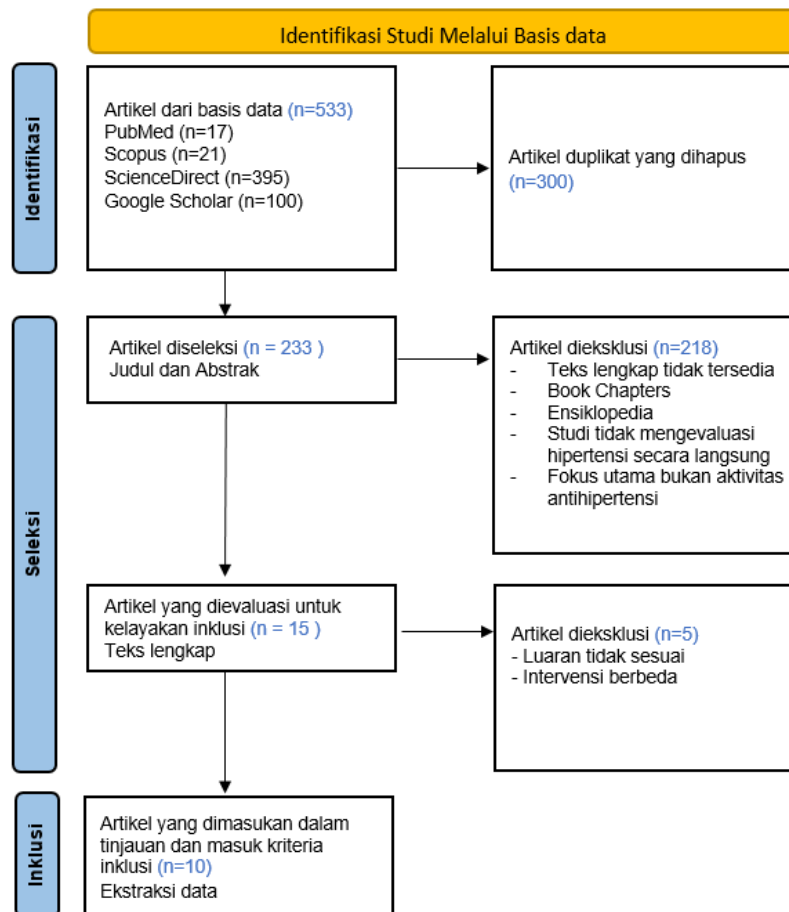 Identifikasi Studi Melalui Basis data
Identifikasi
Artikel dari basis data (n=533)
PubMed (n=17)
Scopus (n=21)
ScienceDirect (n=395)
Google Scholar (n=100)
Artikel duplikat yang dihapus
(n=300)
Seleksi
Artikel diseleksi (n = 233 )
Judul dan Abstrak
Artikel dieksklusi (n=218)
- Teks lengkap tidak tersedia
- Book Chapters
- Ensiklopedia
- Studi tidak mengevaluasi
hipertensi secara langsung
- Fokus utama bukan aktivitas
antihipertensi
Artikel yang dievaluasi untuk
kelayakan inklusi (n = 15 )
Teks lengkap
Artikel dieksklusi (n=5)
- Luaran tidak sesuai
- Intervensi berbeda
Inklusi
Artikel yang dimasukan dalam
tinjauan dan masuk kriteria
inklusi (n=10)
Ekstraksi data